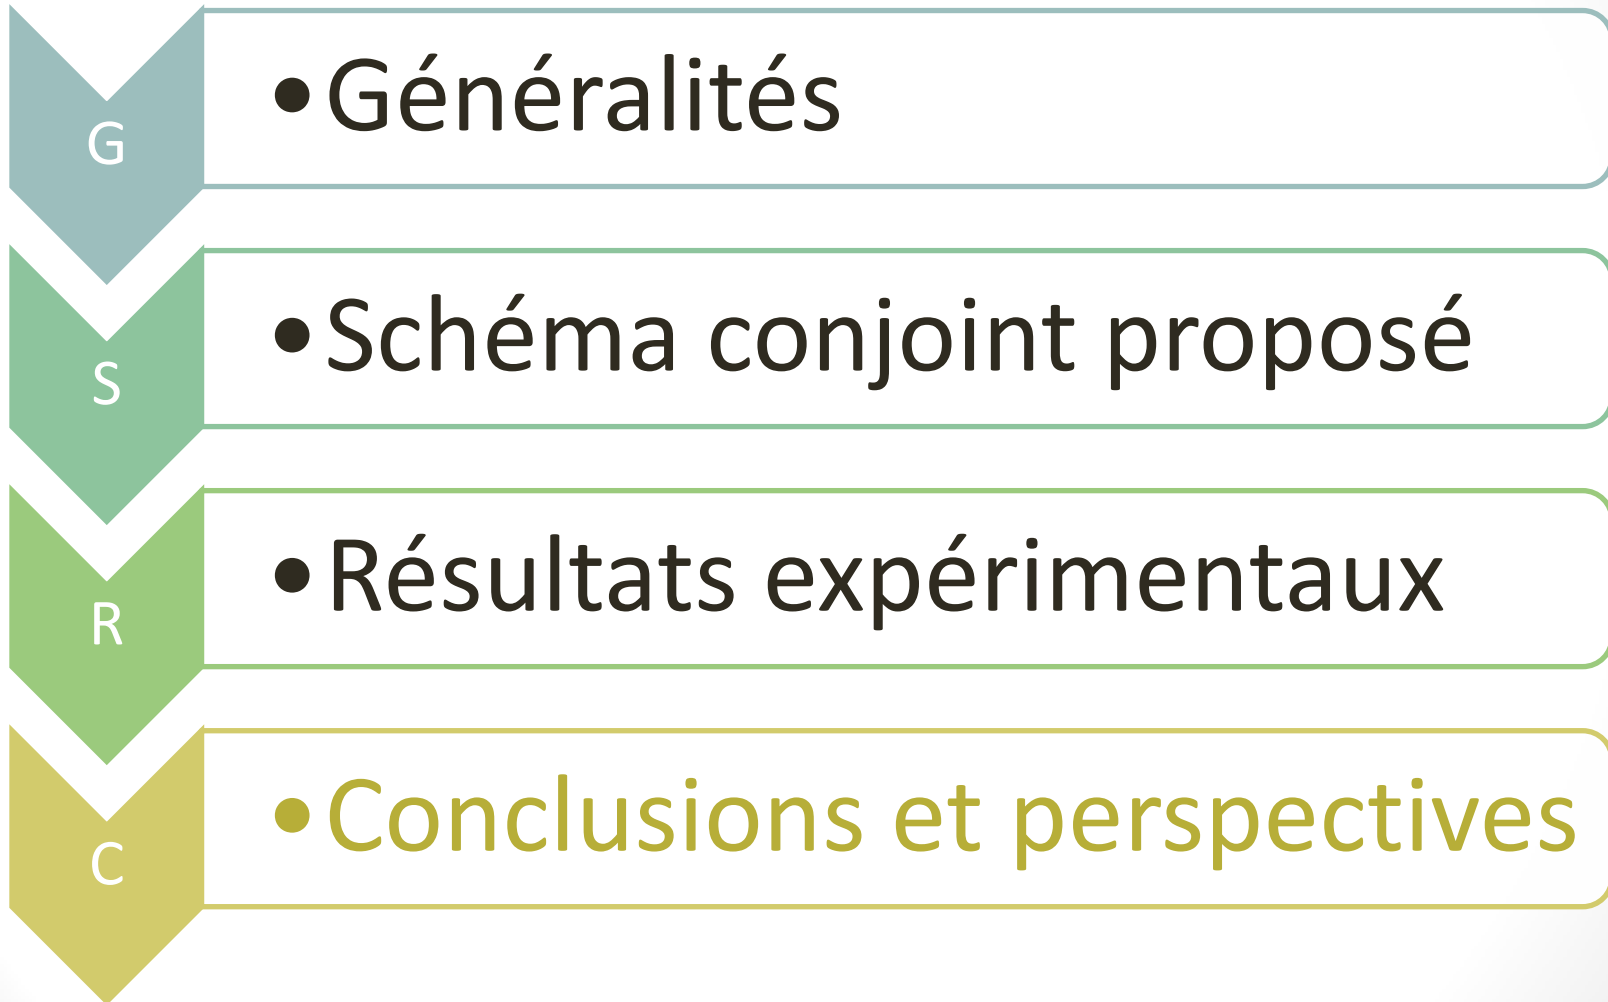 G
•Généralités
S
•Schéma conjoint proposé
R
•Résultats expérimentaux
C
•Conclusions et perspectives